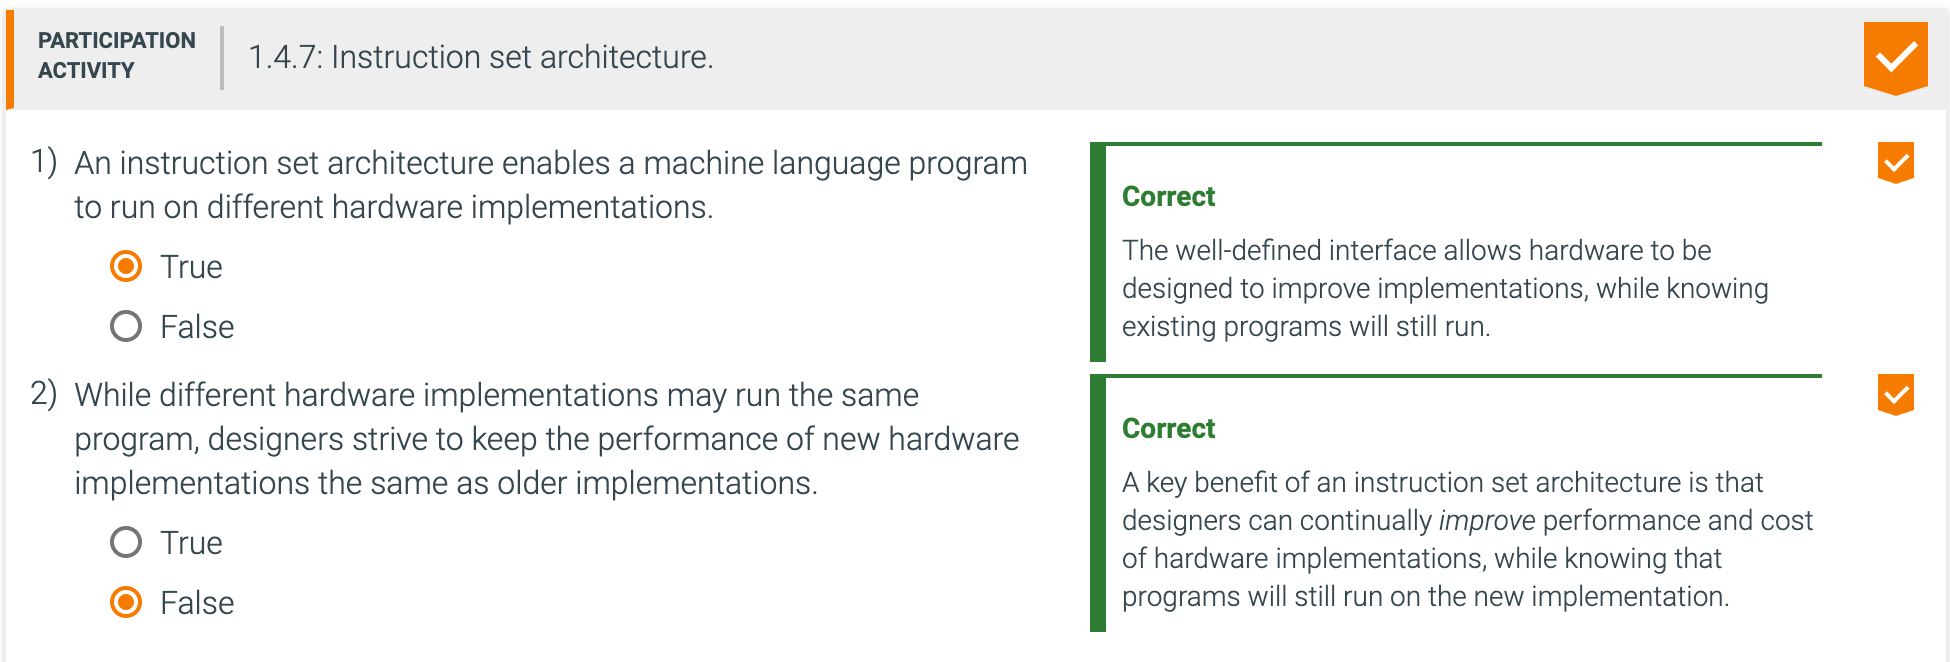 PARTICIPATION
ACTIVITY
1.4.7: Instruction set architecture.
1) An instruction set architecture enables a machine language program
to run on different hardware implementations.
True
False
Correct
The well-defined interface allows hardware to be
designed to improve implementations, while knowing
existing programs will still run.
2) While different hardware implementations may run the same
program, designers strive to keep the performance of new hardware
implementations the same as older implementations.
True
False
Correct
A key benefit of an instruction set architecture is that
designers can continually improve performance and cost
of hardware implementations, while knowing that
programs will still run on the new implementation.